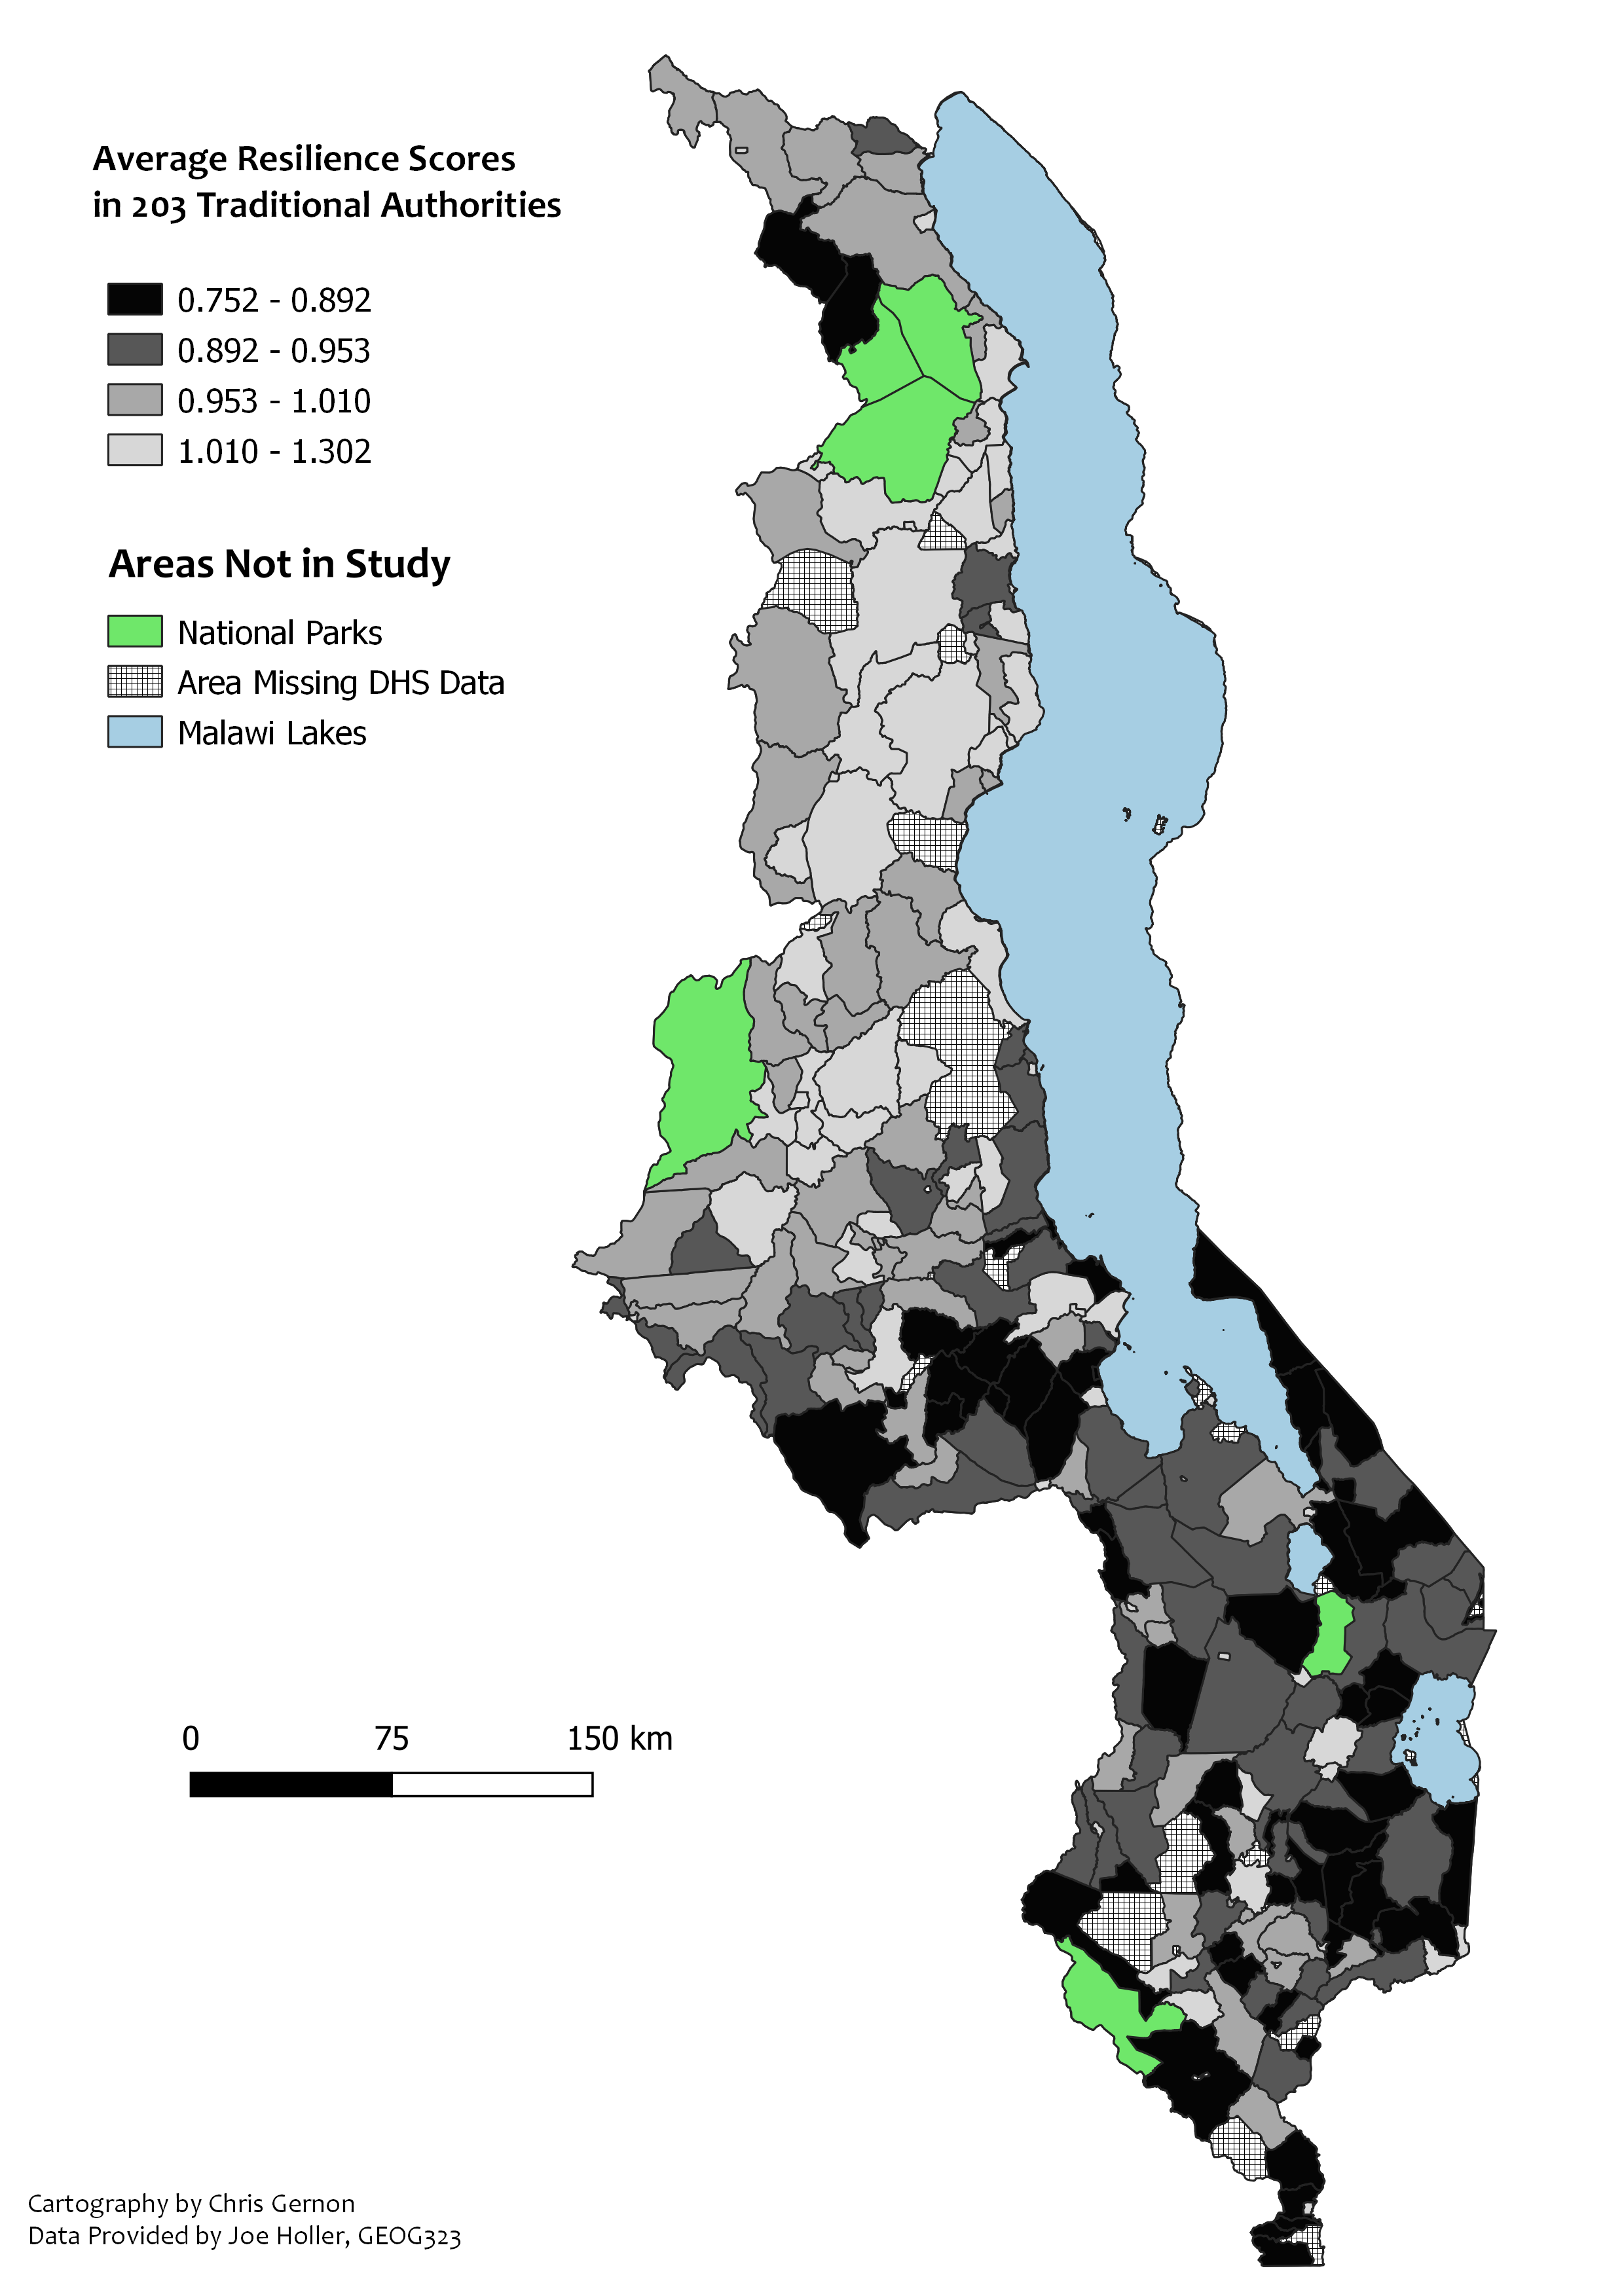 Average Resilience Scores
in 203 Traditional Authorities
0.752 - 0.892
0.892 - 0.953
0.953 - 1.010
1.010 - 1.302
Areas Not in Study
National Parks
Area Missing DHS Data
Malawi Lakes
0 75 150 km
Cartography by Chris Gernon
Data Provided by Joe Holler, GEOG323